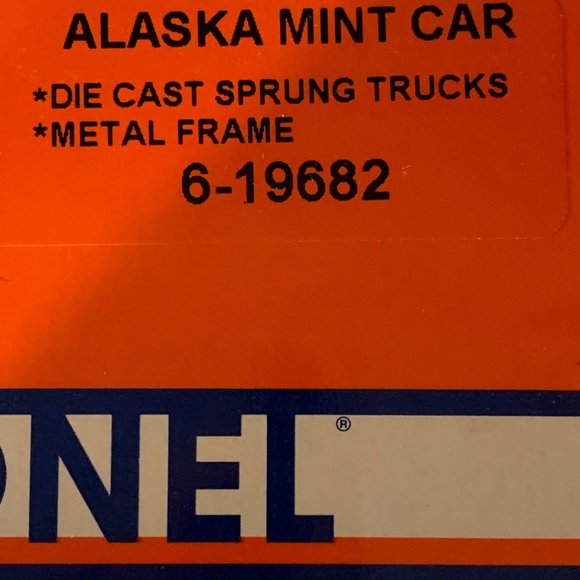 ALASKA MINT CAR
*DIE CAST SPRUNG TRUCKS
*METAL FRAME
6-19682
ONEL®